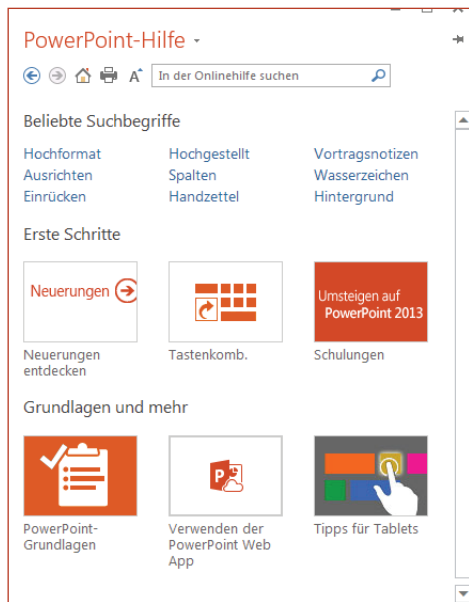 PowerPoint-Hilfe
In der Onlinehilfe suchen
Beliebte Suchbegriffe
Hochformat Hochgestellt Vortragsnotizen
Ausrichten Spalten Wasserzeichen
Einrücken Handzettel Hintergrund
Erste Schritte
Neuerungen
Umsteigen auf
PowerPoint 2013
Neuerungen
entdecken
Tastenkomb.
Schulungen
Grundlagen und mehr
PowerPoint-
Grundlagen
Verwenden der
PowerPoint Web
App
Tipps für Tablets